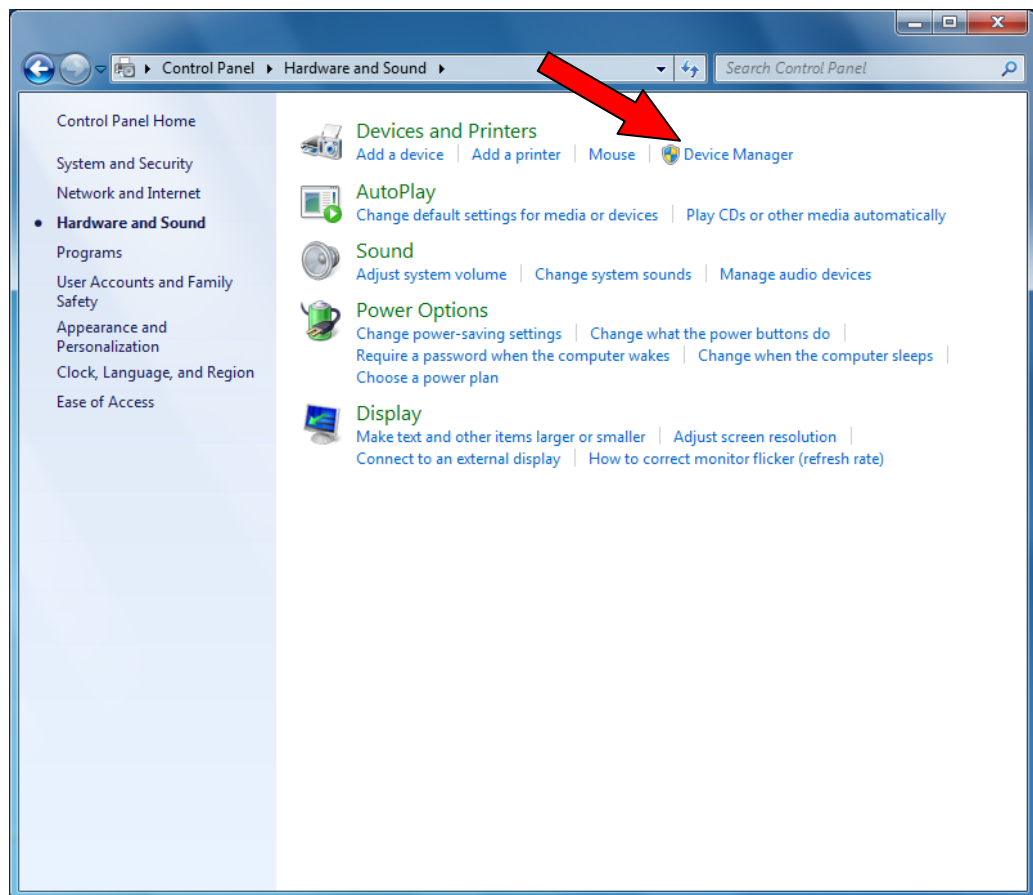 Control Panel Hardware and Sound
Search Control Panel
Control Panel Home
System and Security
Network and Internet
Hardware and Sound
Programs
User Accounts and Family
Safety
Appearance and
Personalization
Clock, Language, and Region
Ease of Access
Devices and Printers
Add a device Add a printer Mouse Device Manager
AutoPlay
Change default settings for media or devices Play CDs or other media automatically
Sound
Adjust system volume Change system sounds Manage audio devices
Power Options
Change power-saving settings Change what the power buttons do
Require a password when the computer wakes Change when the computer sleeps
Choose a power plan
Display
Make text and other items larger or smaller Adjust screen resolution
Connect to an external display How to correct monitor flicker (refresh rate)